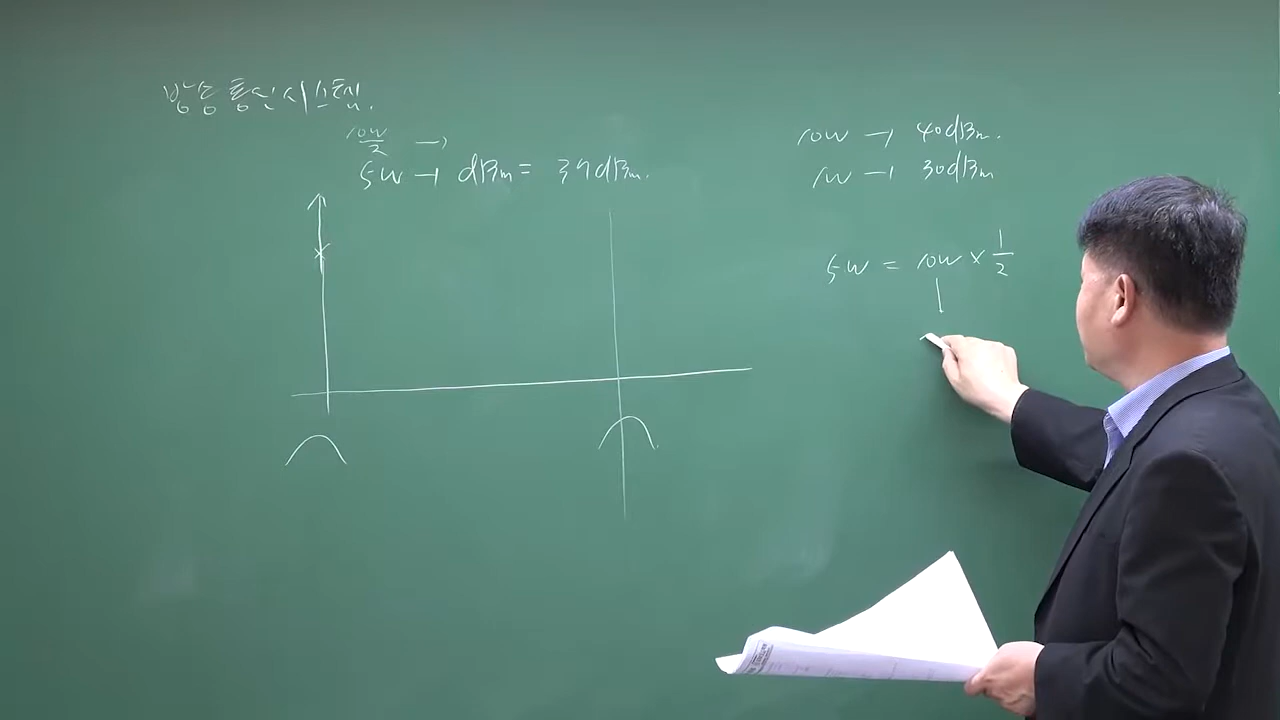 방송통신시스템.
10W/2 →
5W → dBm = 37dBm.
10W → 40dBm.
1W → 30dBm
5W = 10W × 1/2